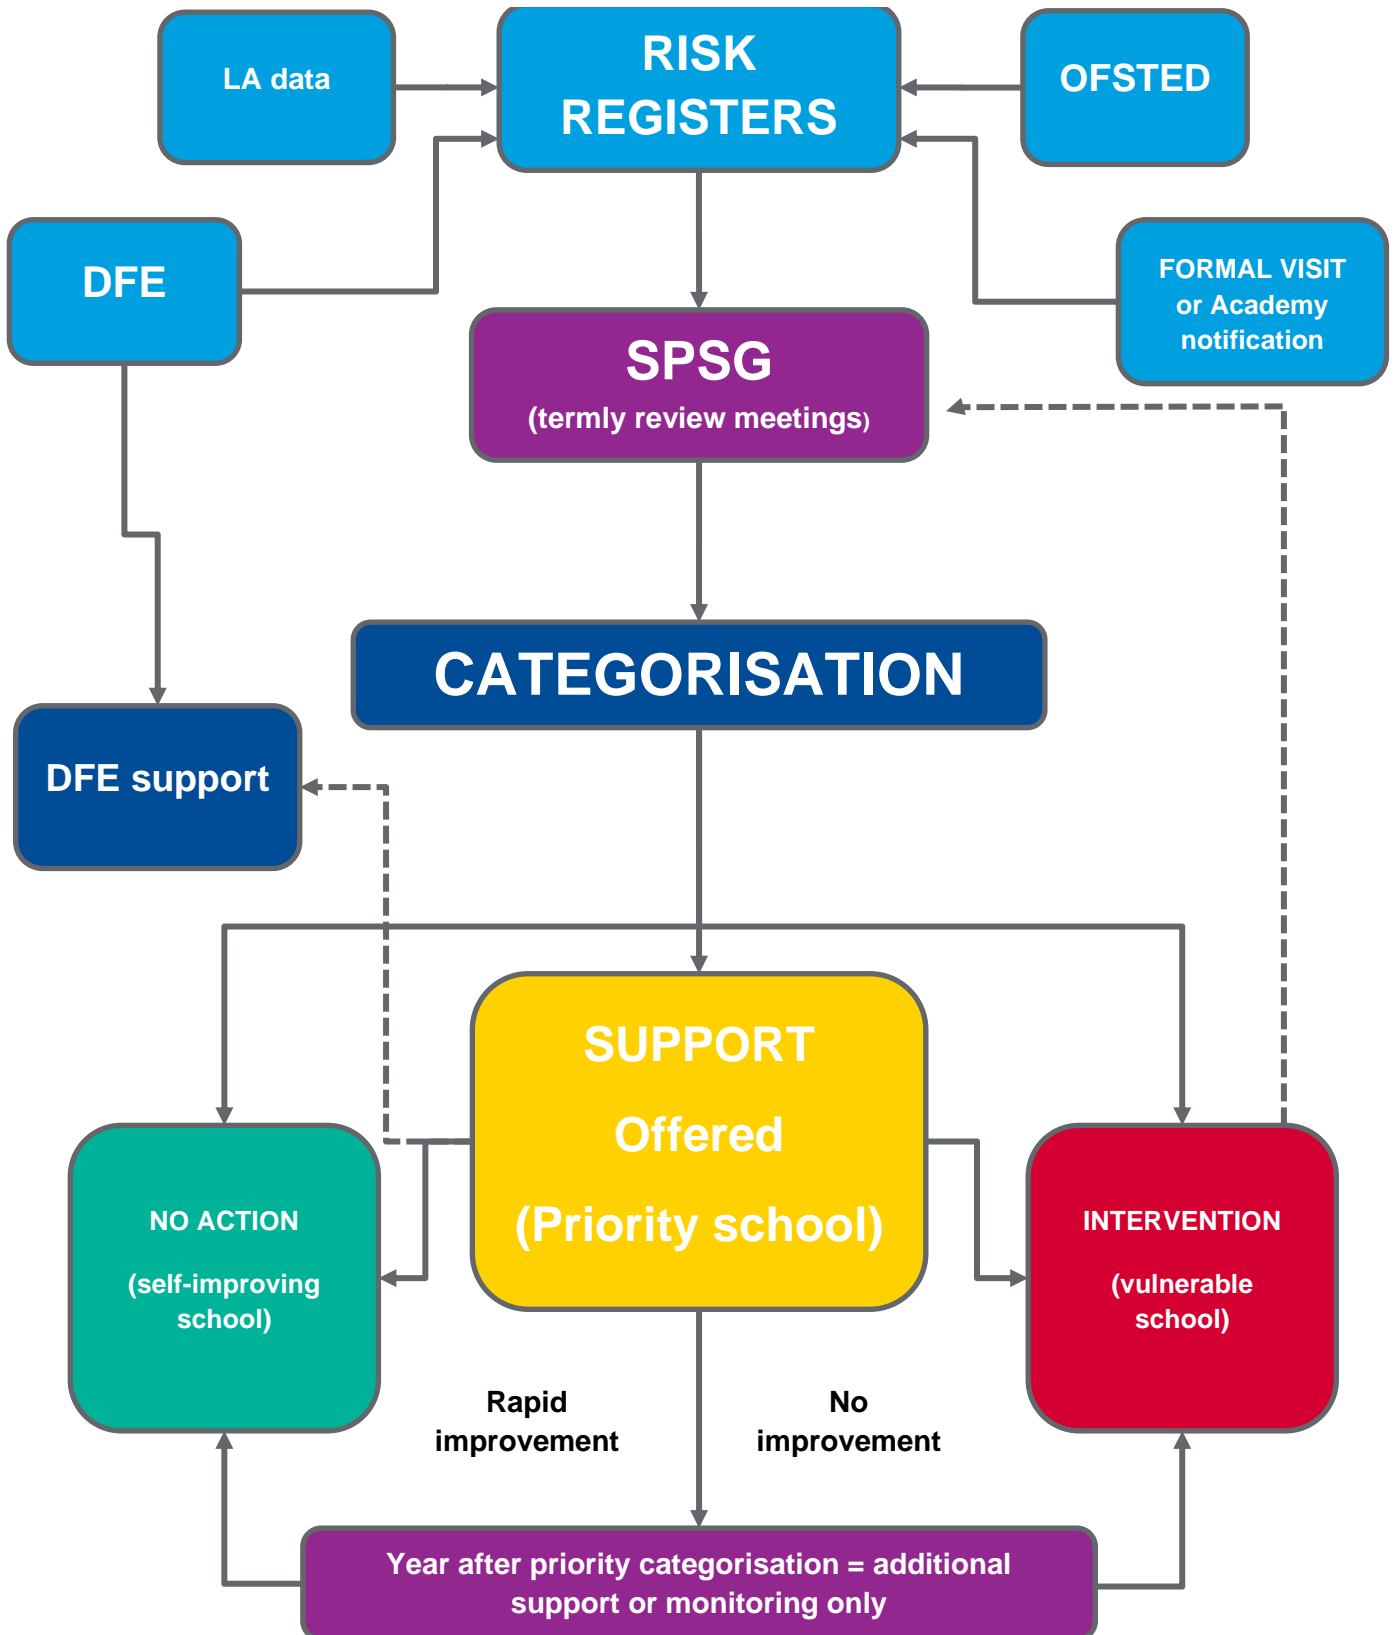 LA data
RISK
REGISTERS
OFSTED
DFE
FORMAL VISIT
or Academy
notification
SPSG
(termly review meetings)
CATEGORISATION
DFE support
SUPPORT
Offered
(Priority school)
NO ACTION
(self-improving
school)
INTERVENTION
(vulnerable
school)
Rapid
improvement
No
improvement
Year after priority categorisation = additional
support or monitoring only